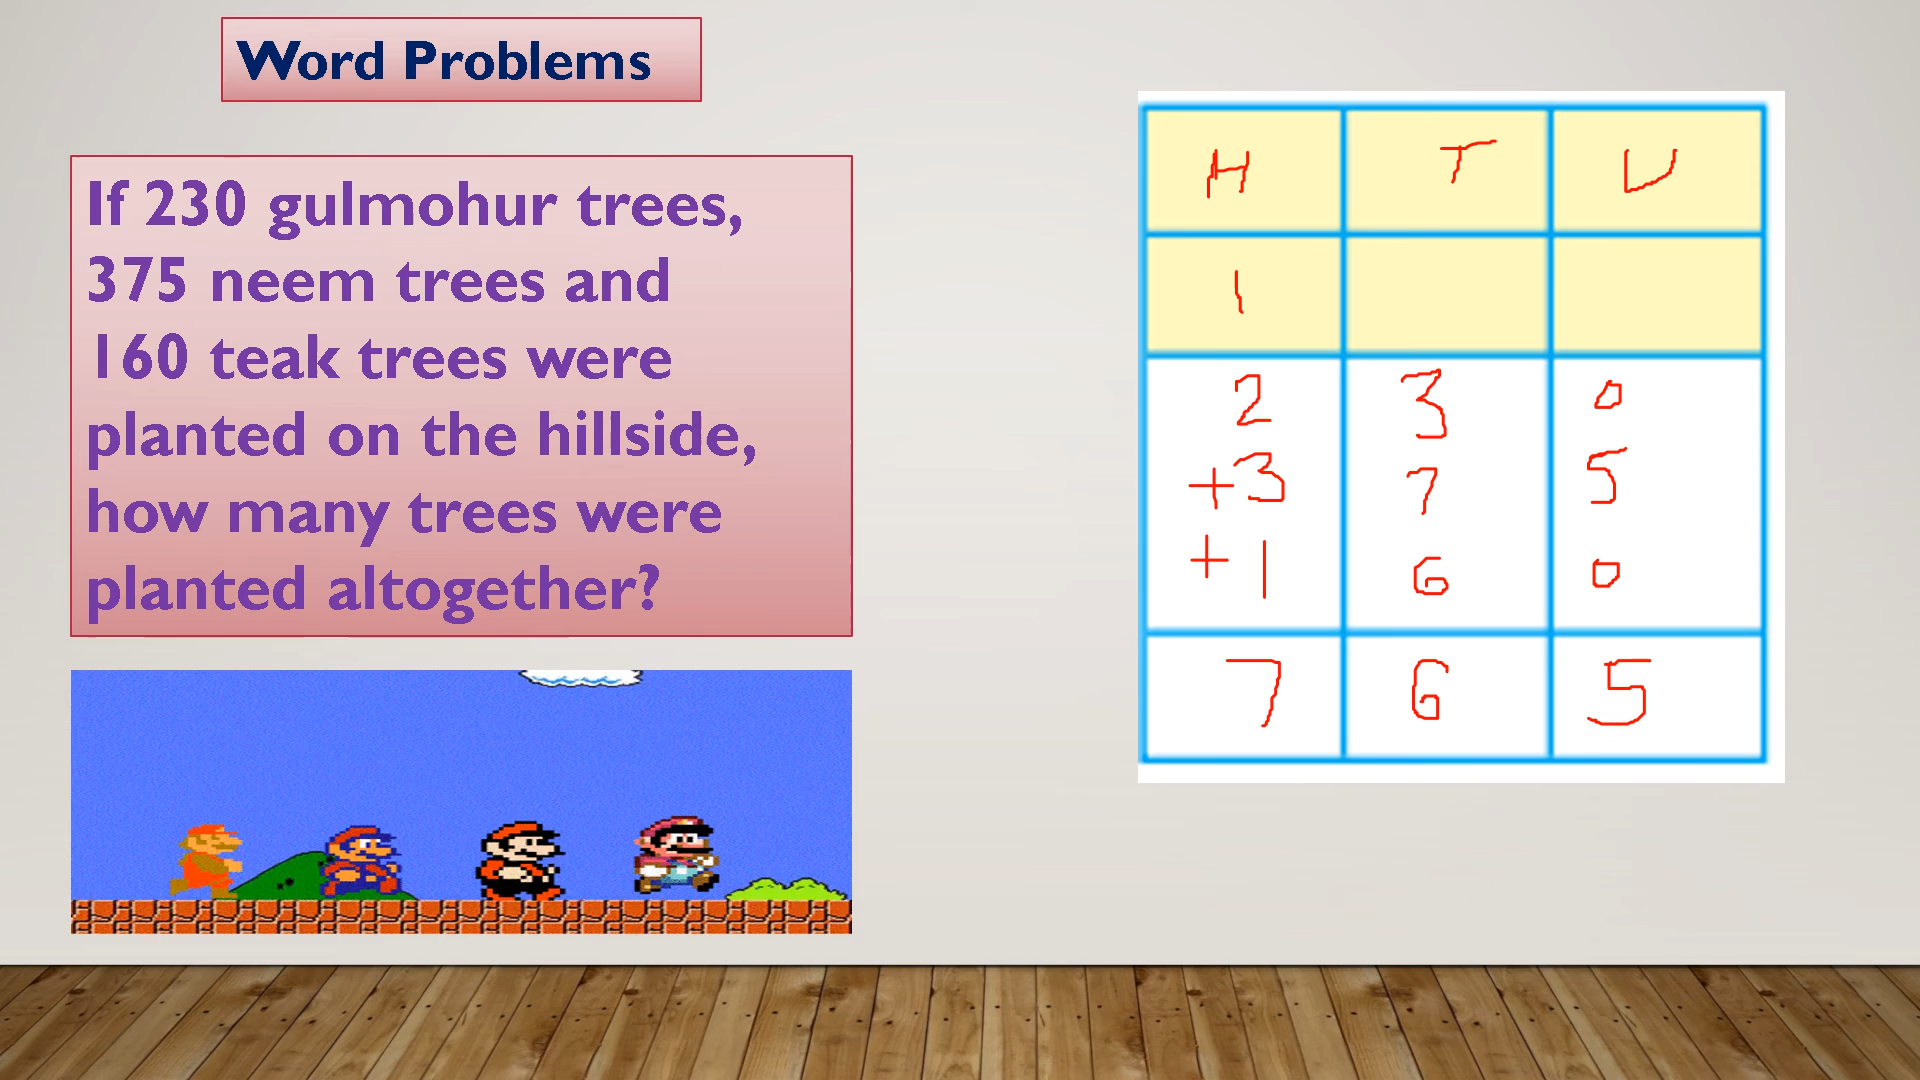 Word Problems
If 230 gulmohur trees,
375 neem trees and
160 teak trees were
planted on the hillside,
how many trees were
planted altogether?
H T U
1
2 3 0
+3 7 5
+1 6 0
7 6 5